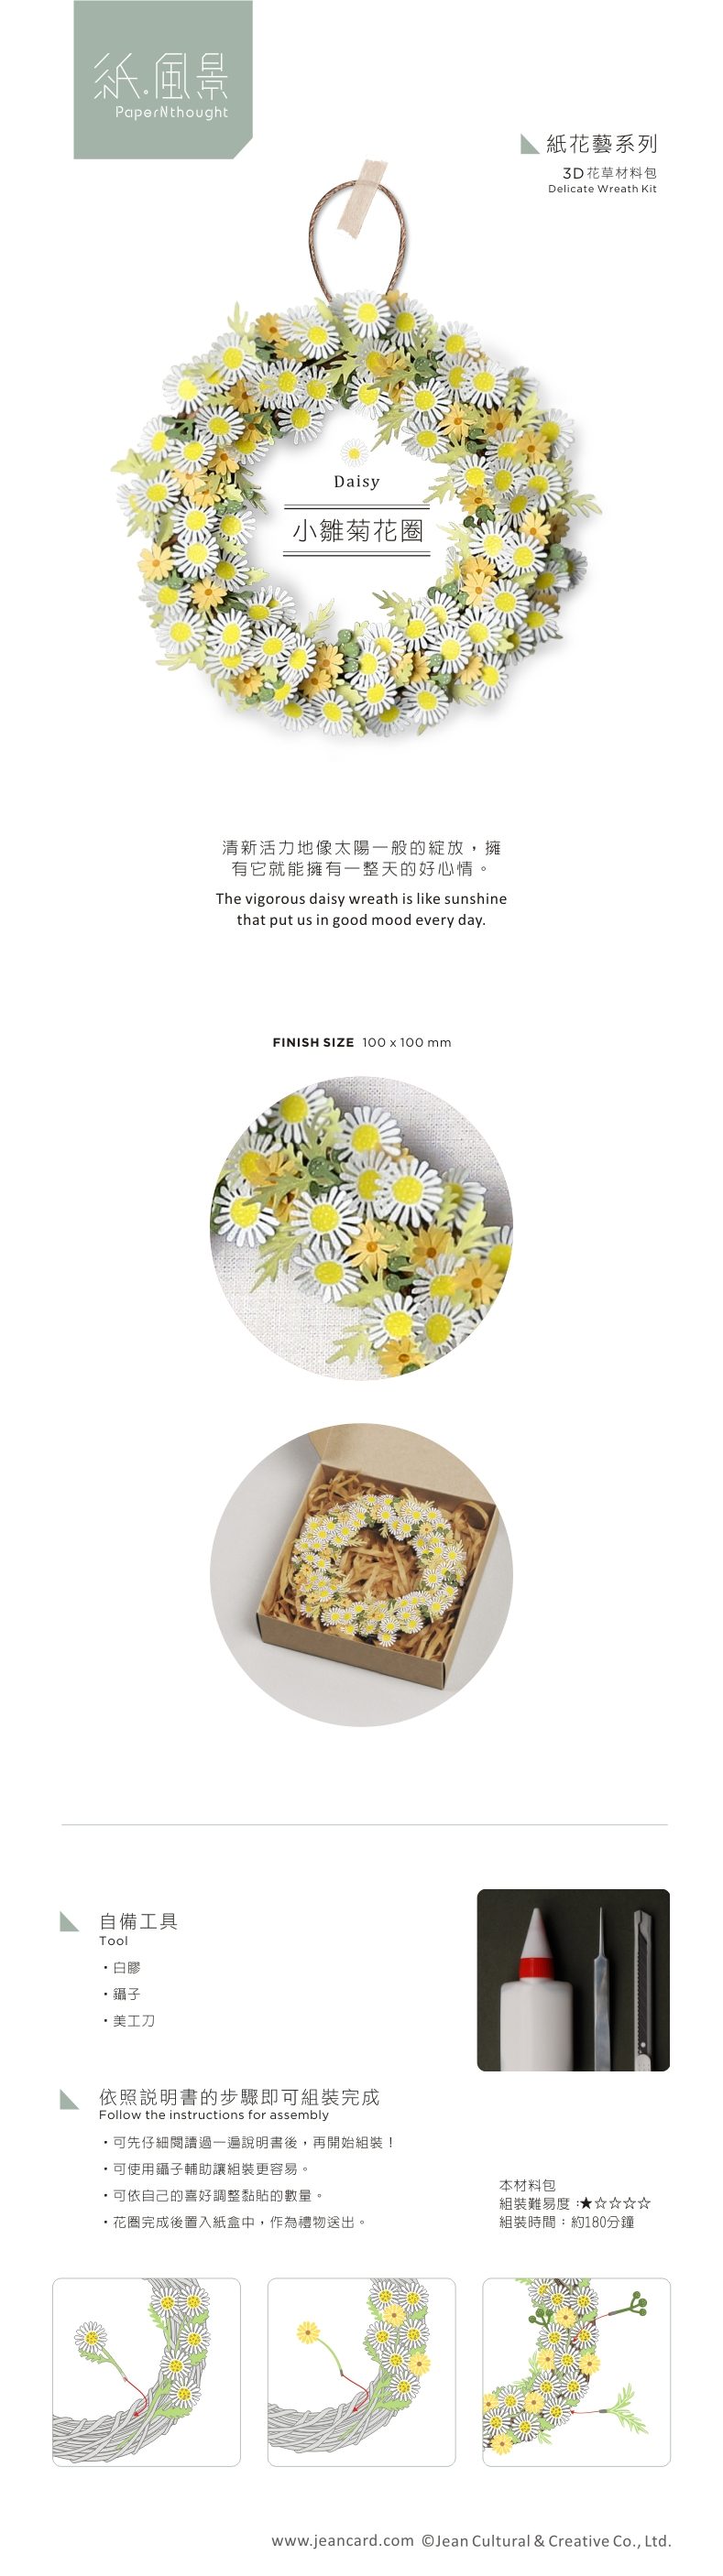 紙.風景
PaperNthought
紙花藝系列
3D花草材料包
Delicate Wreath Kit
Daisy
小雛菊花圈
清新活力地像太陽一般的綻放，擁
有它就能擁有一整天的好心情。
The vigorous daisy wreath is like sunshine
that put us in good mood every day.
FINISH SIZE 100 x 100 mm
自備工具
Tool
・白膠
・鑷子
・美工刀
依照説明書的步驟即可組裝完成
Follow the instructions for assembly
・可先仔細閱讀過一遍說明書後，再開始組裝！
・可使用鑷子輔助讓組裝更容易。
・可依自己的喜好調整黏貼的數量。
・花圈完成後置入紙盒中，作為禮物送出。
本材料包
組裝難易度：★☆☆☆☆
組裝時間：約180分鐘
www.jeancard.com ©Jean Cultural & Creative Co., Ltd.